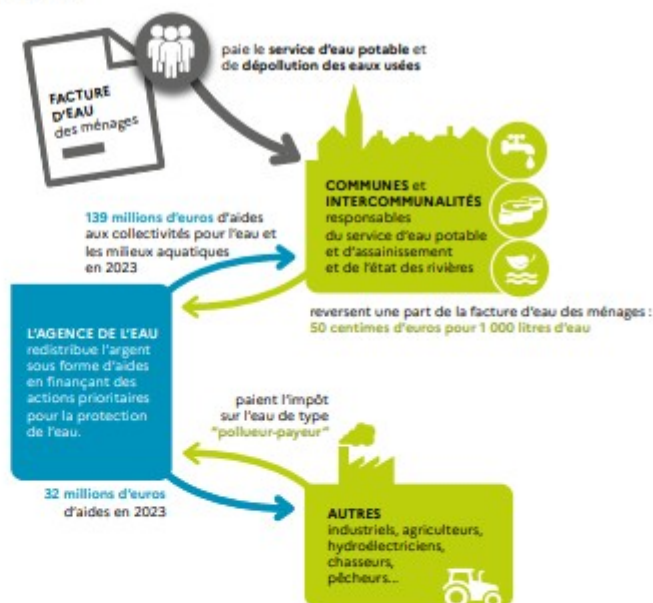 FACTURE
D'EAU
des ménages
paie le service d'eau potable et
de dépollution des eaux usées
COMMUNES et
INTERCOMMUNALITÉS
responsables
du service d'eau potable
et d'assainissement
et de l'état des rivières
139 millions d'euros d'aides
aux collectivités pour l'eau et
les milieux aquatiques
en 2023
reversent une part de la facture d'eau des ménages :
50 centimes d'euros pour 1 000 litres d'eau
L'AGENCE DE L'EAU
redistribue l'argent
sous forme d'aides
en finançant des
actions prioritaires
pour la protection
de l'eau.
paient l'impôt
sur l'eau de type
"pollueur-payeur"
32 millions d'euros
d'aides en 2023
AUTRES
industriels, agriculteurs,
hydroélectriciens,
chasseurs,
pêcheurs...